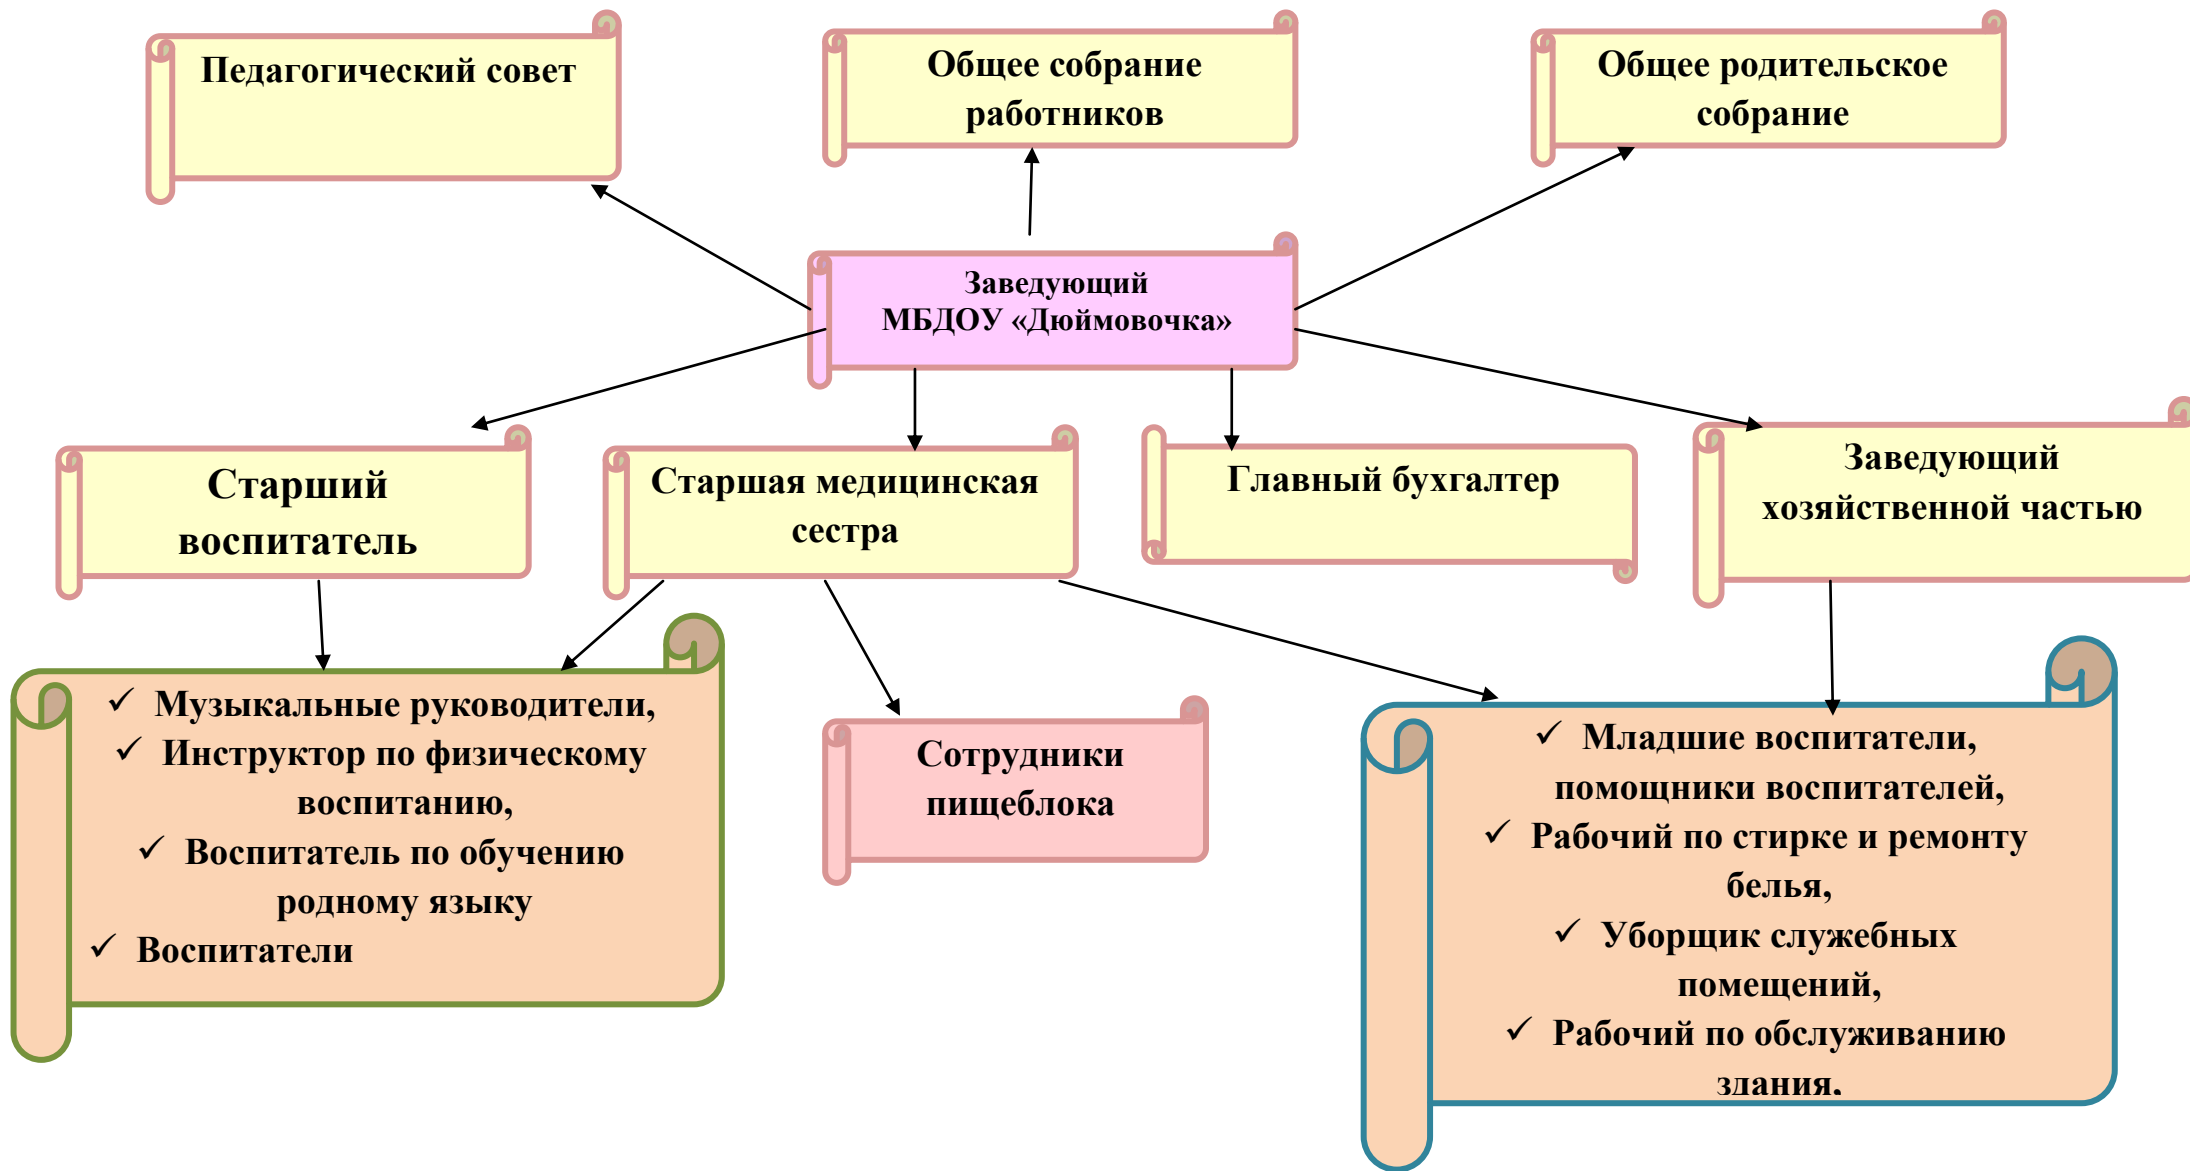 Педагогический совет
Общее собрание
работников
Общее родительское
собрание
Заведующий
МБДОУ «Дюймовочка»
Старший
воспитатель
Старшая медицинская
сестра
Главный бухгалтер
Заведующий
хозяйственной частью
✓ Музыкальные руководители,
✓ Инструктор по физическому
воспитанию,
✓ Воспитатель по обучению
родному языку
✓ Воспитатели
Сотрудники
пищеблока
✓ Младшие воспитатели,
помощники воспитателей,
✓ Рабочий по стирке и ремонту
белья,
✓ Уборщик служебных
помещений,
✓ Рабочий по обслуживанию
здания.